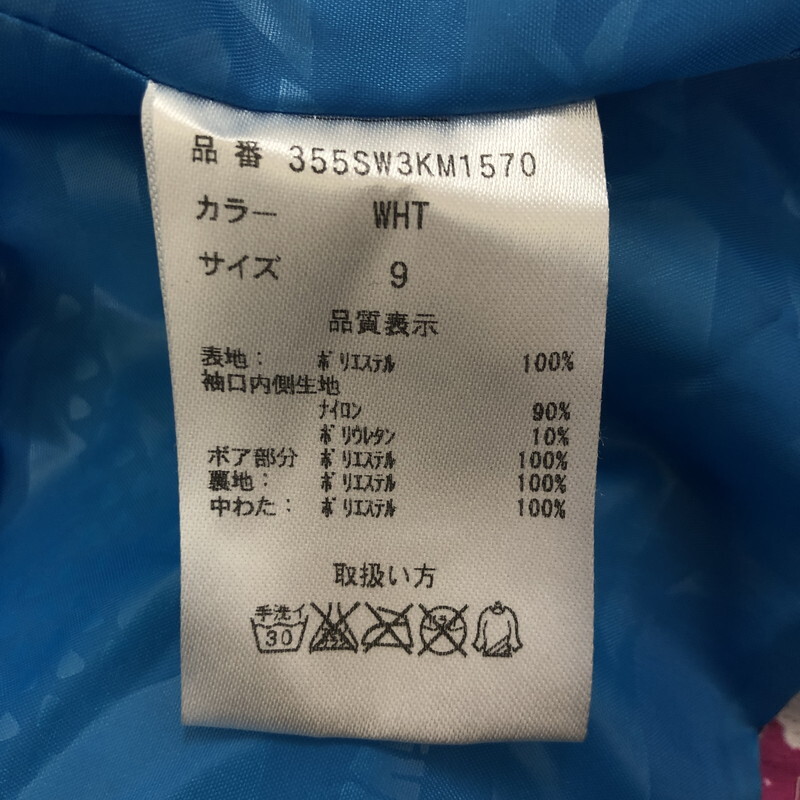 品番 355SW3KM1570
カラー WHT
サイズ 9
品質表示
表地: ﾎﾟﾘｴｽﾃﾙ 100%
袖口内側生地
ﾅｲﾛﾝ 90%
ﾎﾟﾘｳﾚﾀﾝ 10%
ボア部分 ﾎﾟﾘｴｽﾃﾙ 100%
裏地: ﾎﾟﾘｴｽﾃﾙ 100%
中わた: ﾎﾟﾘｴｽﾃﾙ 100%
取扱い方
手洗イ
30